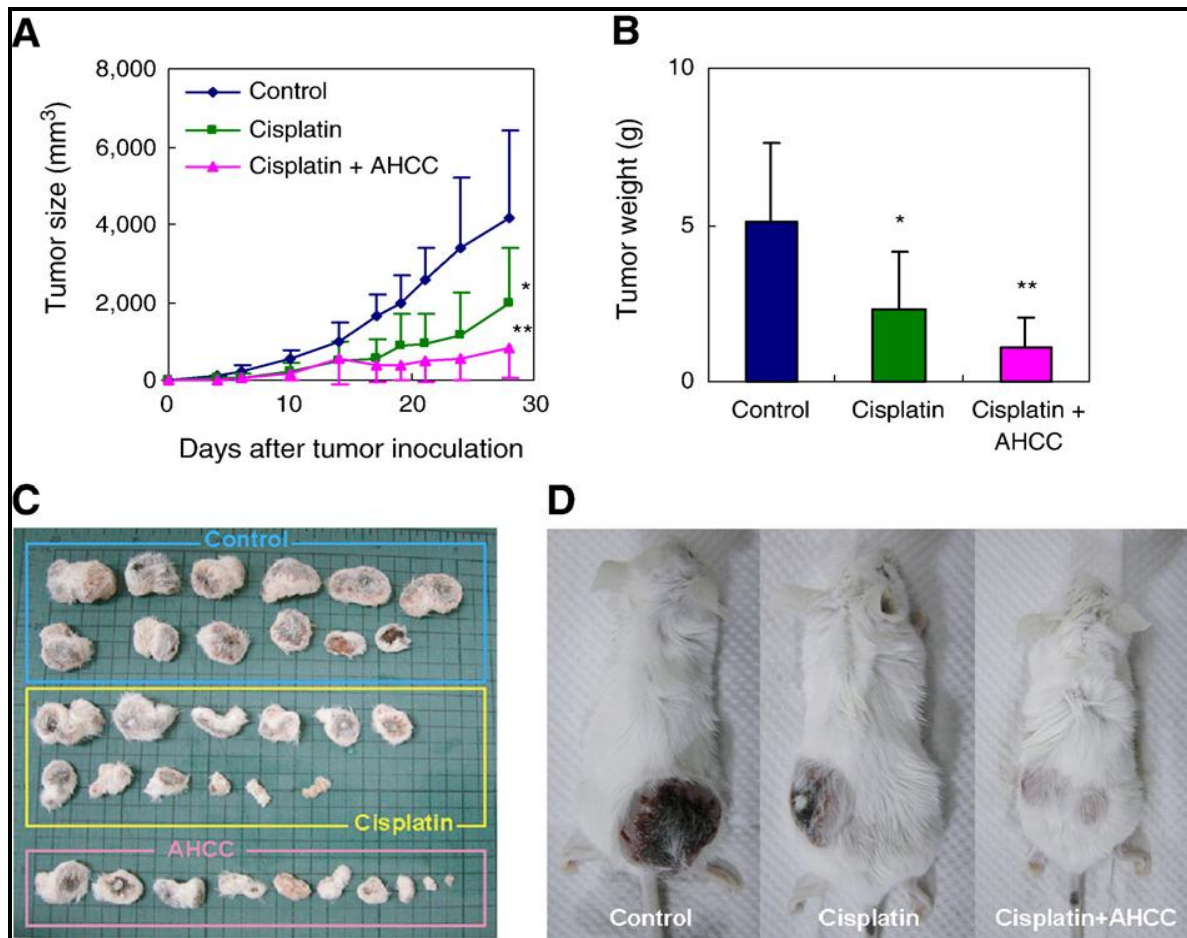 A
8,000
6,000
4,000
2,000
0
Tumor size (mm³)
Control
Cisplatin
Cisplatin + AHCC
*
**
0 10 20 30
Days after tumor inoculation
B
10
5
0
Tumor weight (g)
*
**
Control Cisplatin Cisplatin +
AHCC
C
Control
Cisplatin
AHCC
D
Control Cisplatin Cisplatin+AHCC